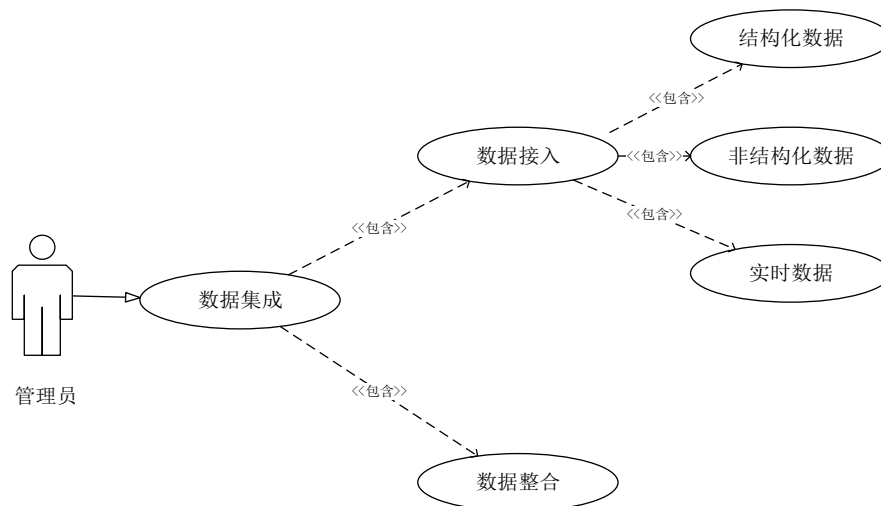 结构化数据
<<包含>>
数据接入
<<包含>>
非结构化数据
<<包含>>
<<包含>>
实时数据
数据集成
管理员
<<包含>>
数据整合